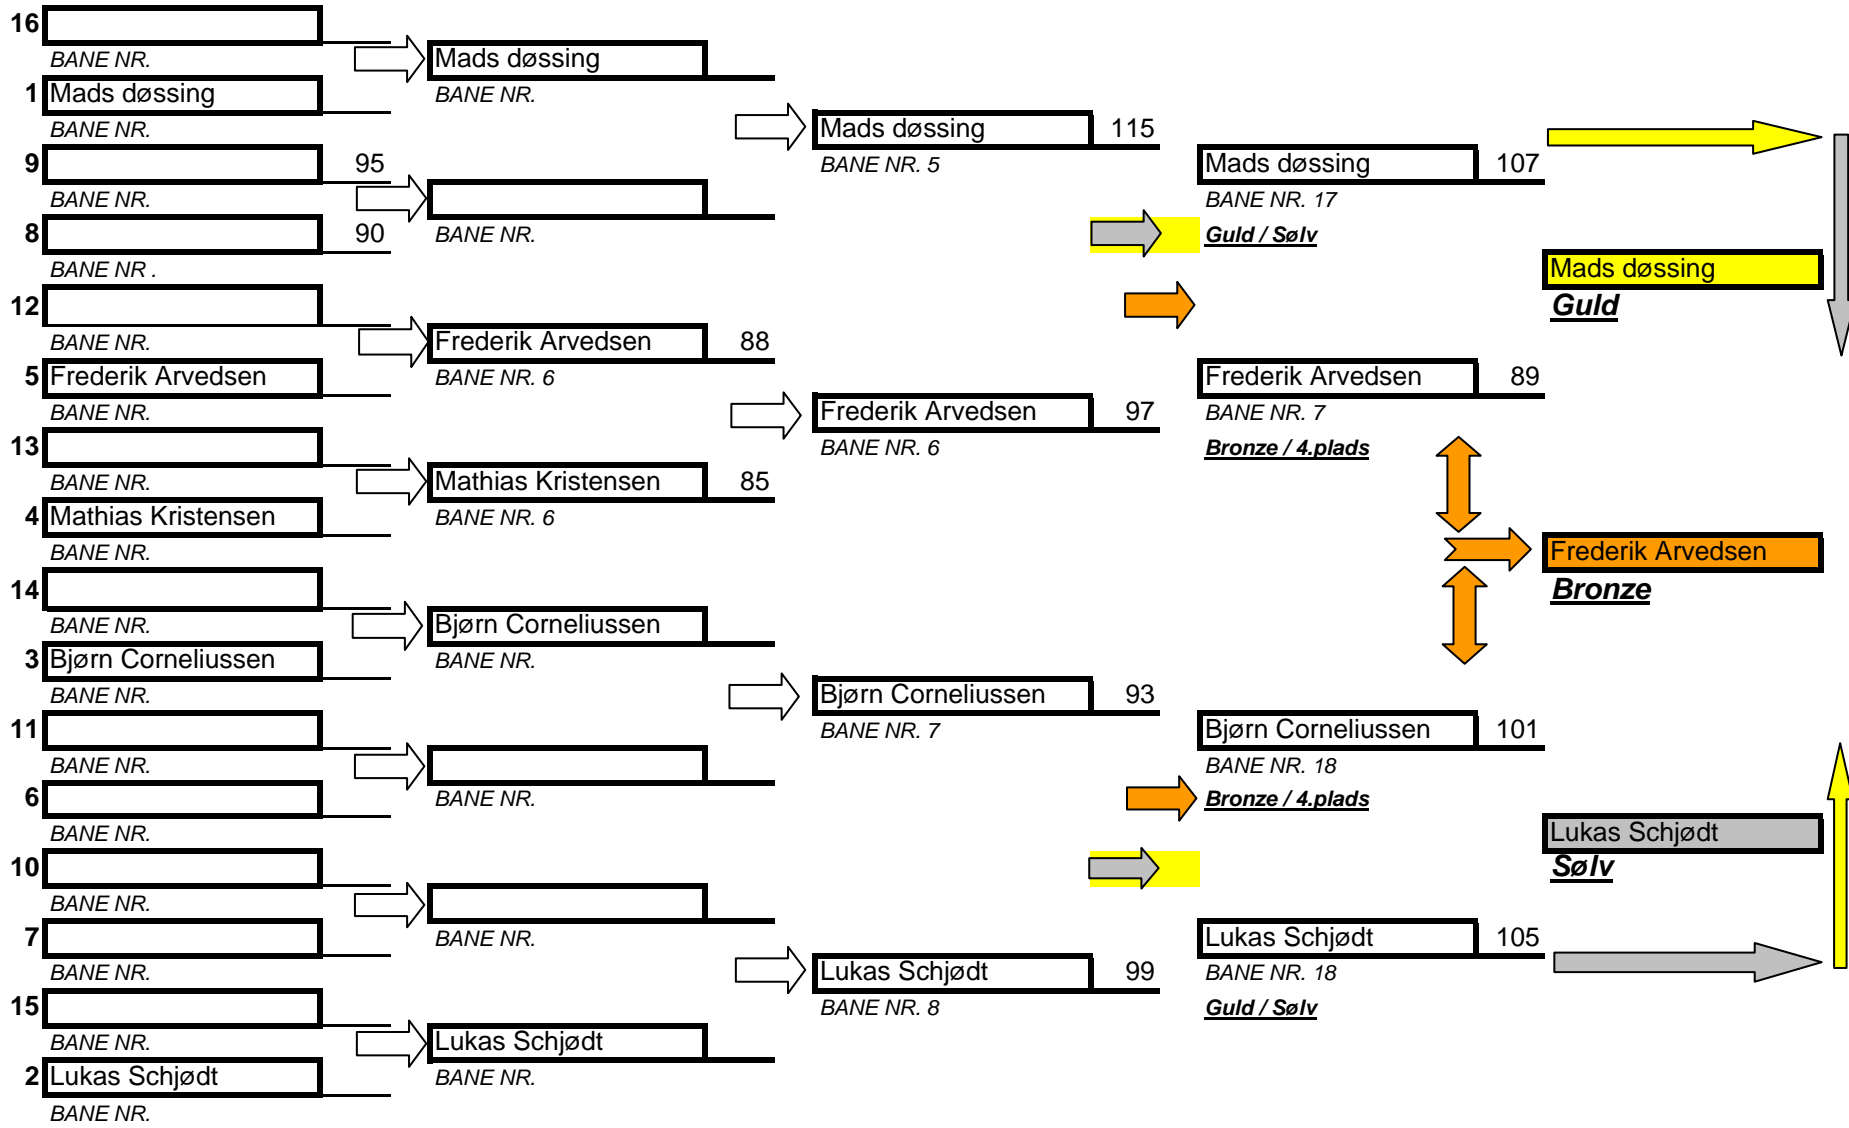 16
BANE NR.
1 Mads døssing
BANE NR.
9 95
BANE NR.
8 90
BANE NR .
12
BANE NR.
5 Frederik Arvedsen
BANE NR.
13
BANE NR.
4 Mathias Kristensen
BANE NR.
14
BANE NR.
3 Bjørn Corneliussen
BANE NR.
11
BANE NR.
6
BANE NR.
10
BANE NR.
7
BANE NR.
15
BANE NR.
2 Lukas Schjødt
BANE NR.
Mads døssing
BANE NR.
BANE NR.
Frederik Arvedsen 88
BANE NR. 6
Mathias Kristensen 85
BANE NR. 6
Bjørn Corneliussen
BANE NR.
BANE NR.
BANE NR.
Lukas Schjødt
BANE NR.
Mads døssing 115
BANE NR. 5
Frederik Arvedsen 97
BANE NR. 6
Bjørn Corneliussen 93
BANE NR. 7
Lukas Schjødt 99
BANE NR. 8
Mads døssing 107
BANE NR. 17
Guld / Sølv
Frederik Arvedsen 89
BANE NR. 7
Bronze / 4.plads
Bjørn Corneliussen 101
BANE NR. 18
Bronze / 4.plads
Lukas Schjødt 105
BANE NR. 18
Guld / Sølv
Mads døssing
Guld
Frederik Arvedsen
Bronze
Lukas Schjødt
Sølv